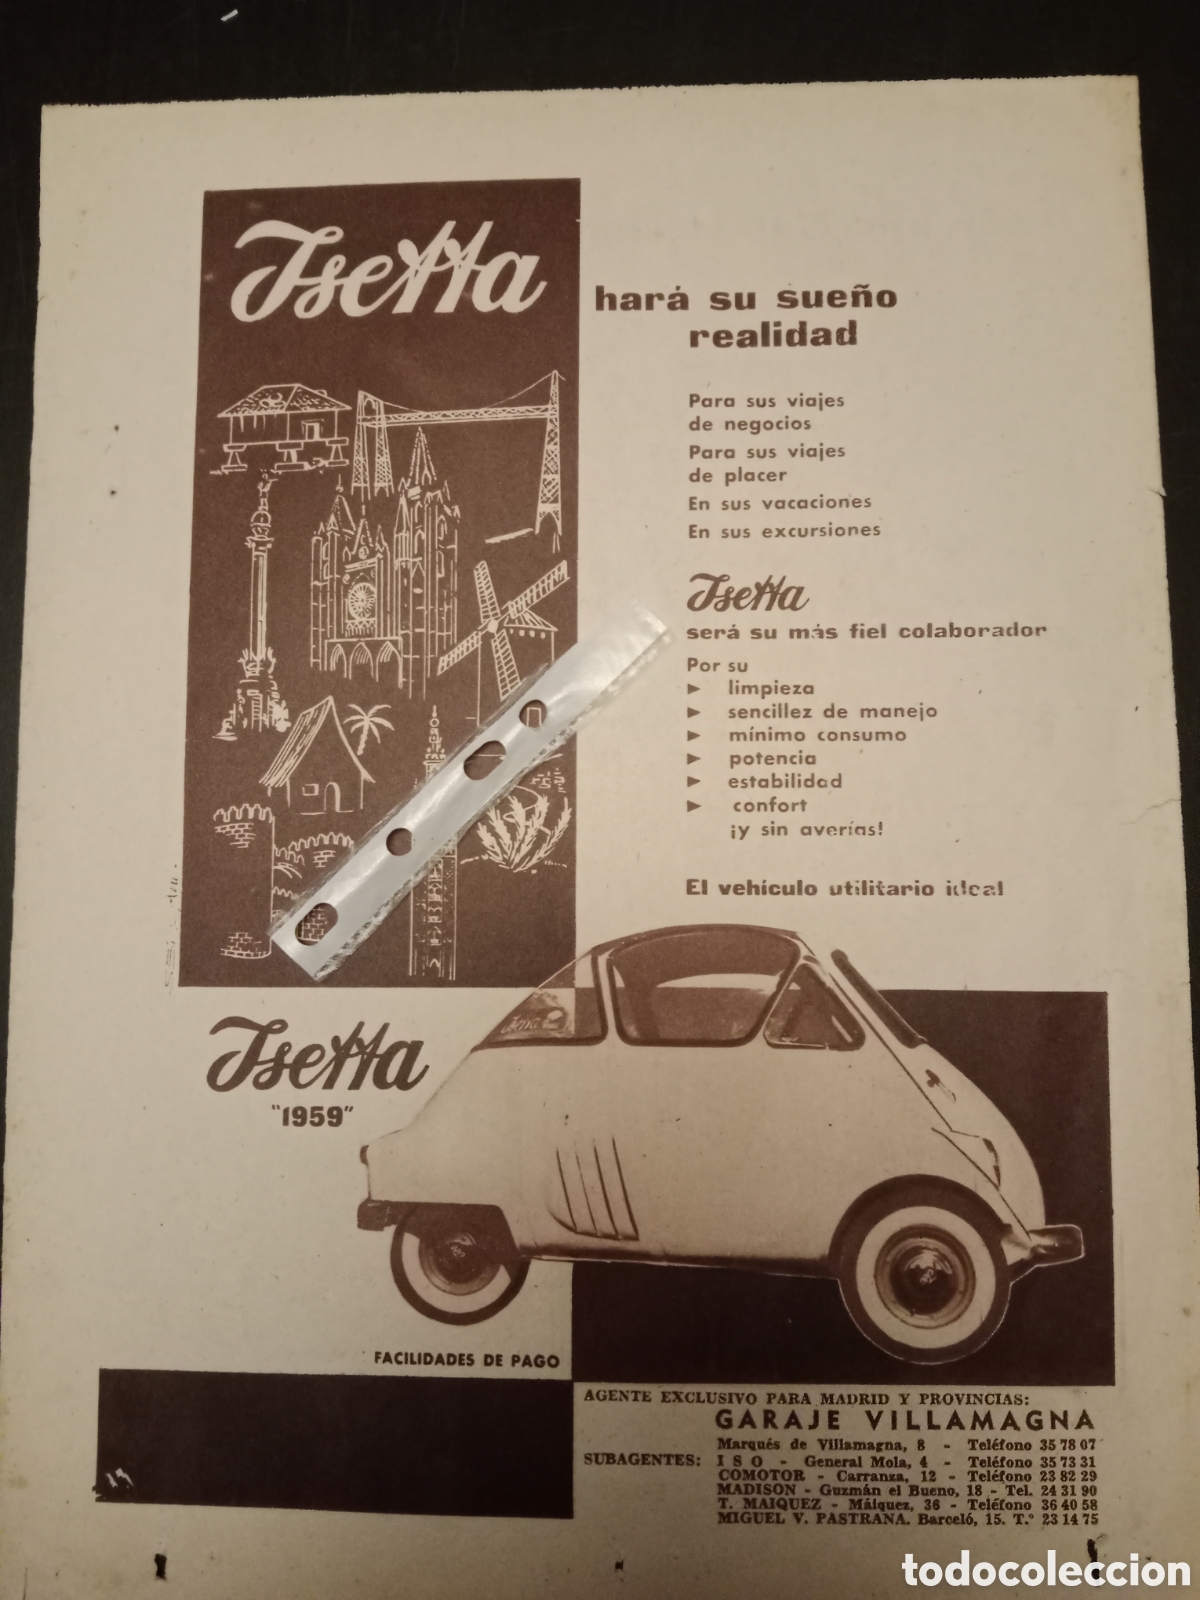 Isetta
hará su sueño
realidad
Para sus viajes
de negocios
Para sus viajes
de placer
En sus vacaciones
En sus excursiones
Isetta
será su más fiel colaborador
Por su
► limpieza
► sencillez de manejo
► mínimo consumo
► potencia
► estabilidad
► confort
¡y sin averías!
El vehículo utilitario ideal
Isetta
"1959"
FACILIDADES DE PAGO
AGENTE EXCLUSIVO PARA MADRID Y PROVINCIAS:
GARAJE VILLAMAGNA
Marqués de Villamagna, 8 - Teléfono 35 78 07
SUBAGENTES: I S O - General Mola, 4 - Teléfono 35 73 31
COMOTOR - Carranza, 12 - Teléfono 23 82 29
MADISON - Guzmán el Bueno, 18 - Tel. 24 31 90
T. MAIQUEZ - Máiquez, 36 - Teléfono 36 40 58
MIGUEL V. PASTRANA. Barceló, 15. T.º 23 14 75
todocoleccion